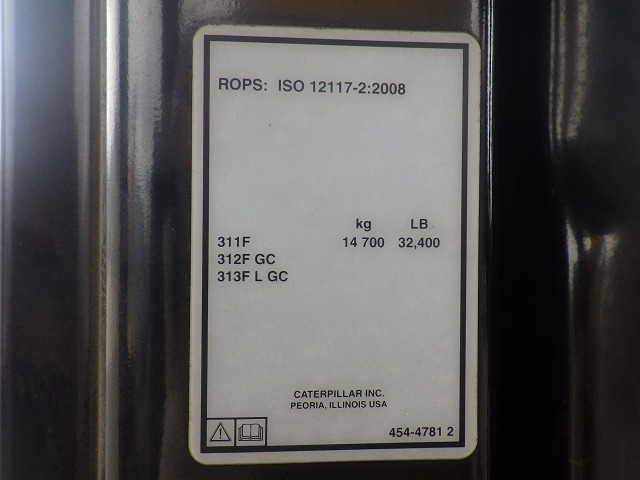 ROPS: ISO 12117-2:2008
kg LB
311F 14 700 32,400
312F GC
313F L GC
CATERPILLAR INC.
PEORIA, ILLINOIS USA
454-4781 2